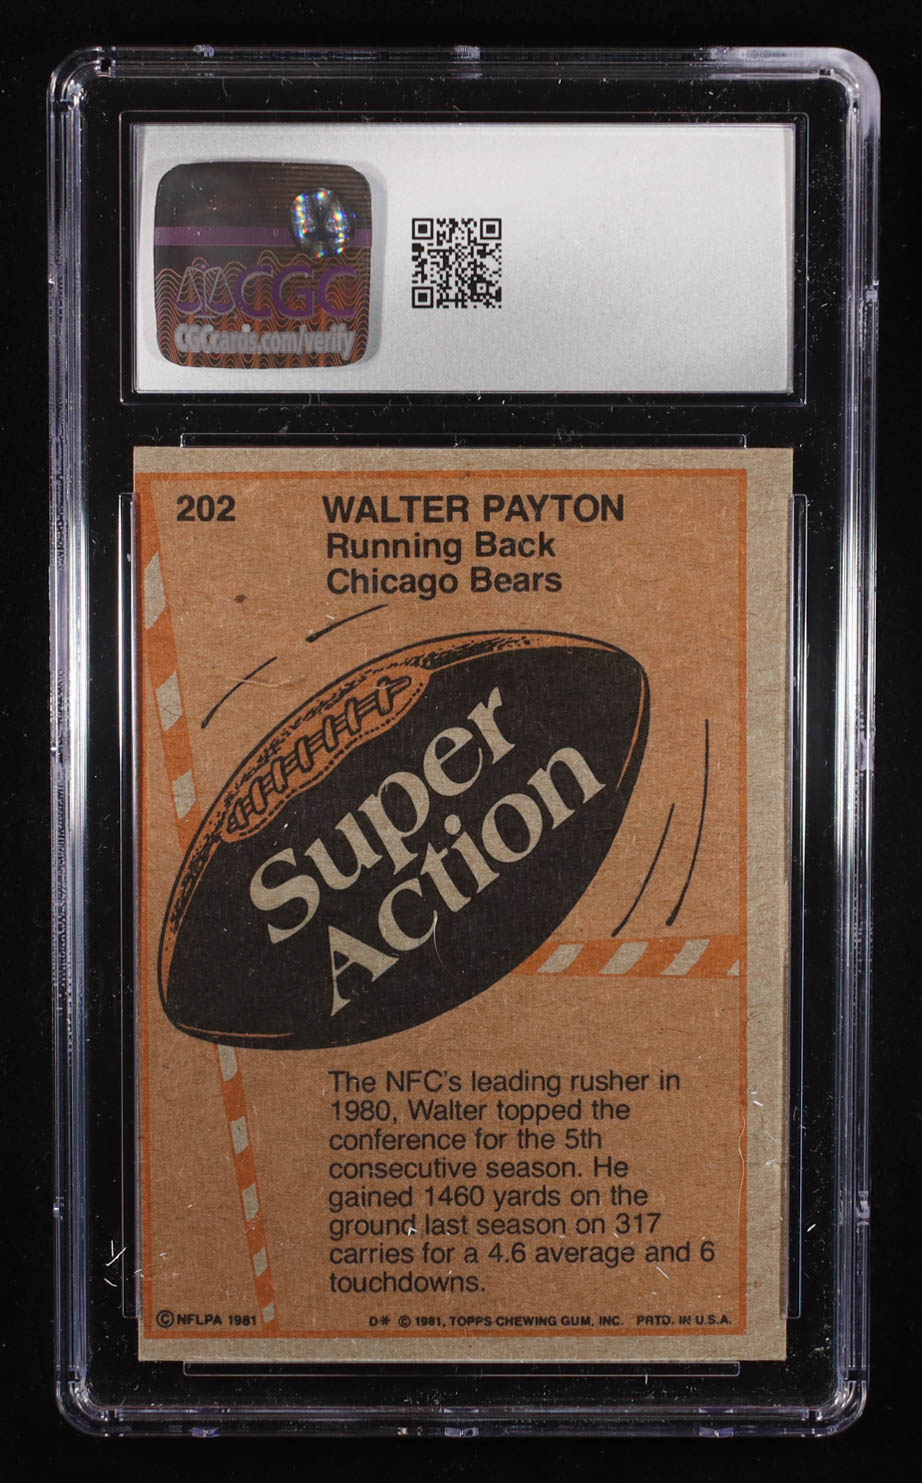 CGC
CGCcards.com/verify
202
WALTER PAYTON
Running Back
Chicago Bears
Super
Action
The NFC's leading rusher in
1980, Walter topped the
conference for the 5th
consecutive season. He
gained 1460 yards on the
ground last season on 317
carries for a 4.6 average and 6
touchdowns.
© NFLPA 1981
D* © 1981, TOPPS CHEWING GUM, INC. PRTD. IN U.S.A.